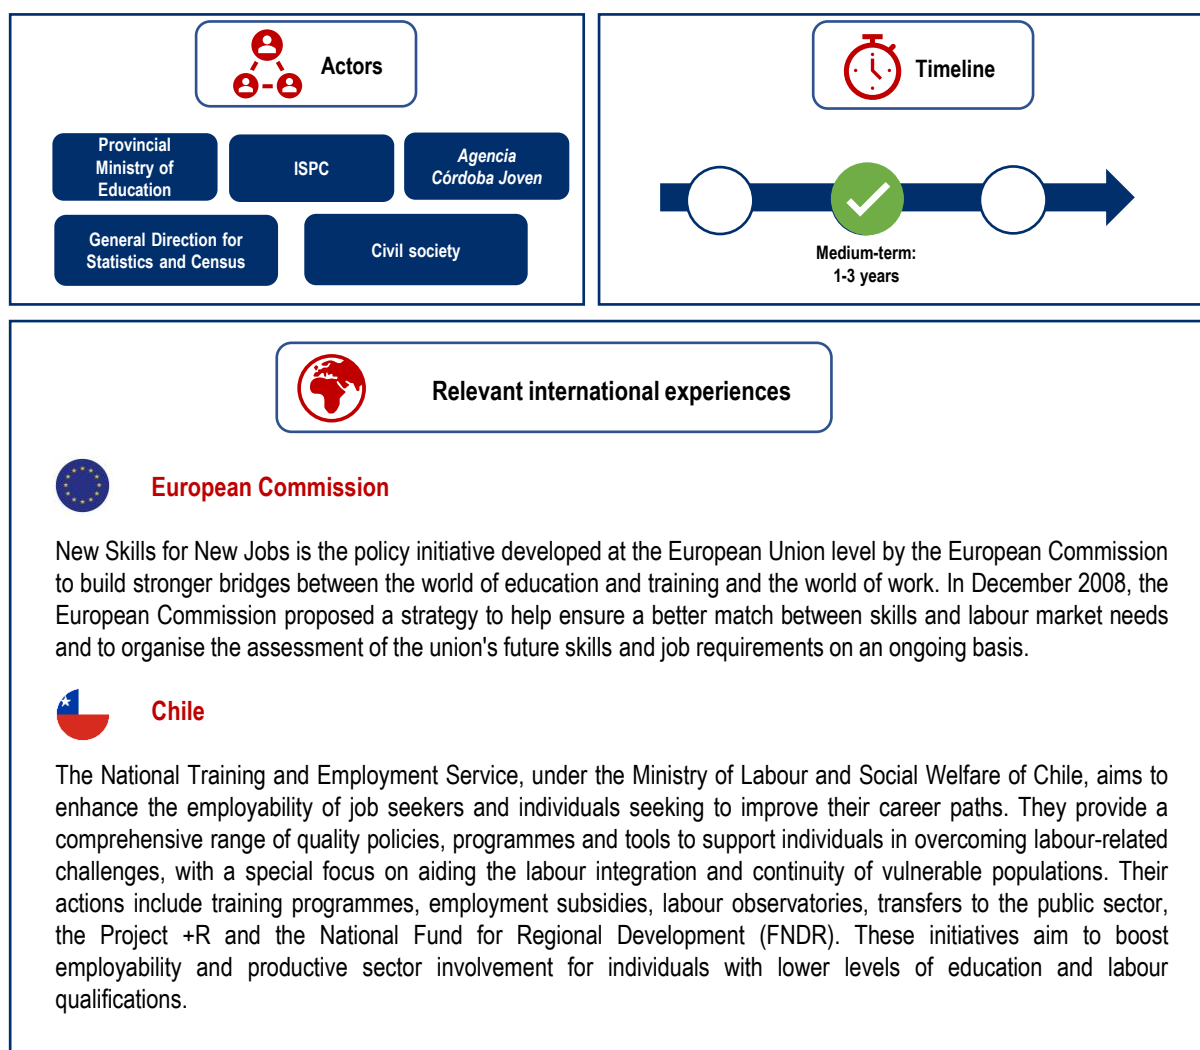 Actors
Provincial
Ministry of
Education
ISPC
Agencia
Córdoba Joven
General Direction for
Statistics and Census
Civil society
Timeline
Medium-term:
1-3 years
Relevant international experiences
European Commission
New Skills for New Jobs is the policy initiative developed at the European Union level by the European Commission
to build stronger bridges between the world of education and training and the world of work. In December 2008, the
European Commission proposed a strategy to help ensure a better match between skills and labour market needs
and to organise the assessment of the union's future skills and job requirements on an ongoing basis.
Chile
The National Training and Employment Service, under the Ministry of Labour and Social Welfare of Chile, aims to
enhance the employability of job seekers and individuals seeking to improve their career paths. They provide a
comprehensive range of quality policies, programmes and tools to support individuals in overcoming labour-related
challenges, with a special focus on aiding the labour integration and continuity of vulnerable populations. Their
actions include training programmes, employment subsidies, labour observatories, transfers to the public sector,
the Project +R and the National Fund for Regional Development (FNDR). These initiatives aim to boost
employability and productive sector involvement for individuals with lower levels of education and labour
qualifications.